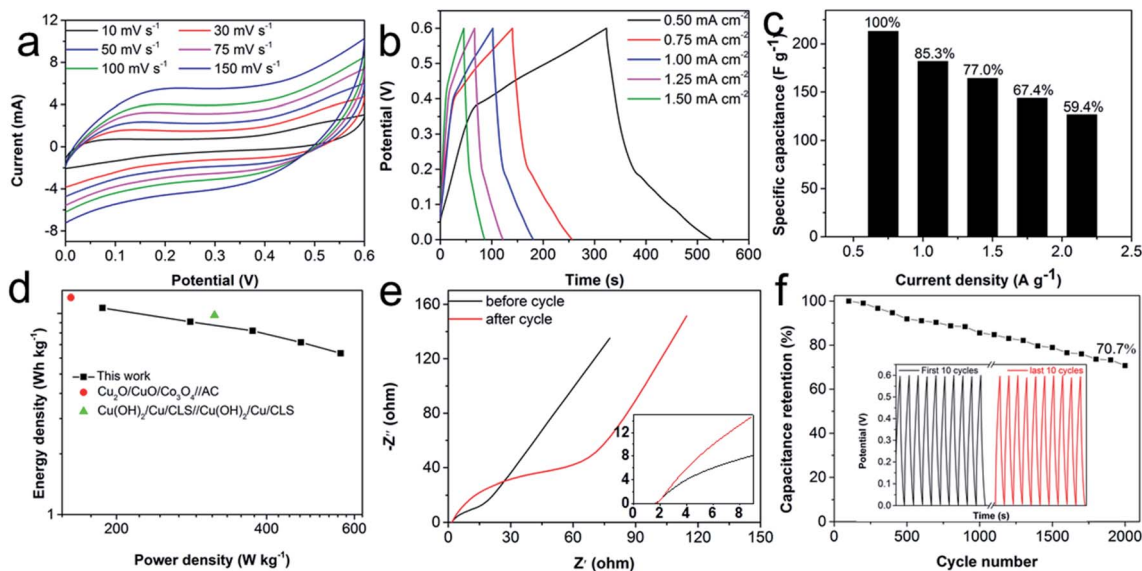 a
10 mV s⁻¹ 30 mV s⁻¹
50 mV s⁻¹ 75 mV s⁻¹
100 mV s⁻¹ 150 mV s⁻¹
12
8
4
0
-4
-8
Current (mA)
0.0 0.1 0.2 0.3 0.4 0.5 0.6
Potential (V)
b
0.50 mA cm⁻²
0.75 mA cm⁻²
1.00 mA cm⁻²
1.25 mA cm⁻²
1.50 mA cm⁻²
0.6
0.5
0.4
0.3
0.2
0.1
0.0
Potential (V)
0 100 200 300 400 500 600
Time (s)
c
100%
85.3%
77.0%
67.4%
59.4%
200
150
100
50
0
Specific capacitance (F g⁻¹)
0.5 1.0 1.5 2.0 2.5
Current density (A g⁻¹)
d
This work
Cu₂O/CuO/Co₃O₄//AC
Cu(OH)₂/Cu/CLS//Cu(OH)₂/Cu/CLS
1
Energy density (Wh kg⁻¹)
200 400 600
Power density (W kg⁻¹)
e
before cycle
after cycle
160
120
80
40
0
-Z'' (ohm)
0 30 60 90 120 150
Z' (ohm)
12
8
4
0
2 4 6 8
f
70.7%
100
90
80
70
60
50
40
30
20
10
0
Capacitance retention (%)
0 500 1000 1500 2000
Cycle number
First 10 cycles last 10 cycles
0.6
0.5
0.4
0.3
0.2
0.1
0.0
Potential (V)
Time (s)